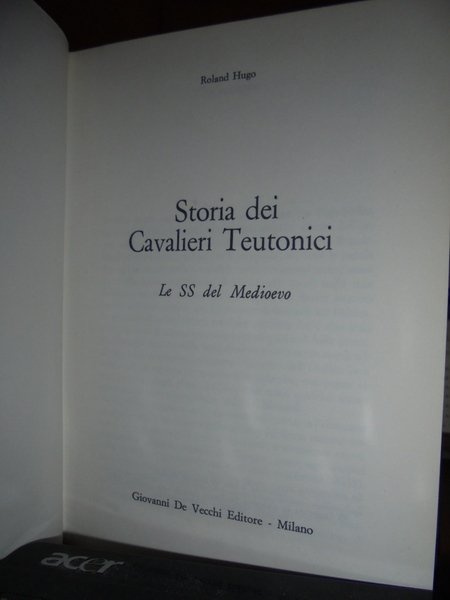 Roland Hugo
Storia dei
Cavalieri Teutonici
Le SS del Medioevo
Giovanni De Vecchi Editore - Milano
acer